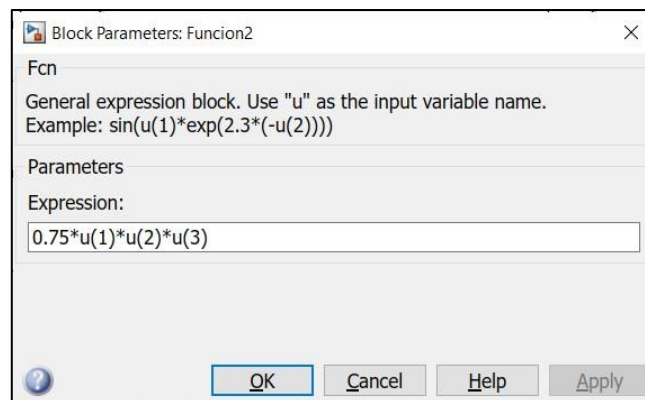 Block Parameters: Funcion2
Fcn
General expression block. Use "u" as the input variable name.
Example: sin(u(1)*exp(2.3*(-u(2))))
Parameters
Expression:
0.75*u(1)*u(2)*u(3)
? OK Cancel Help Apply